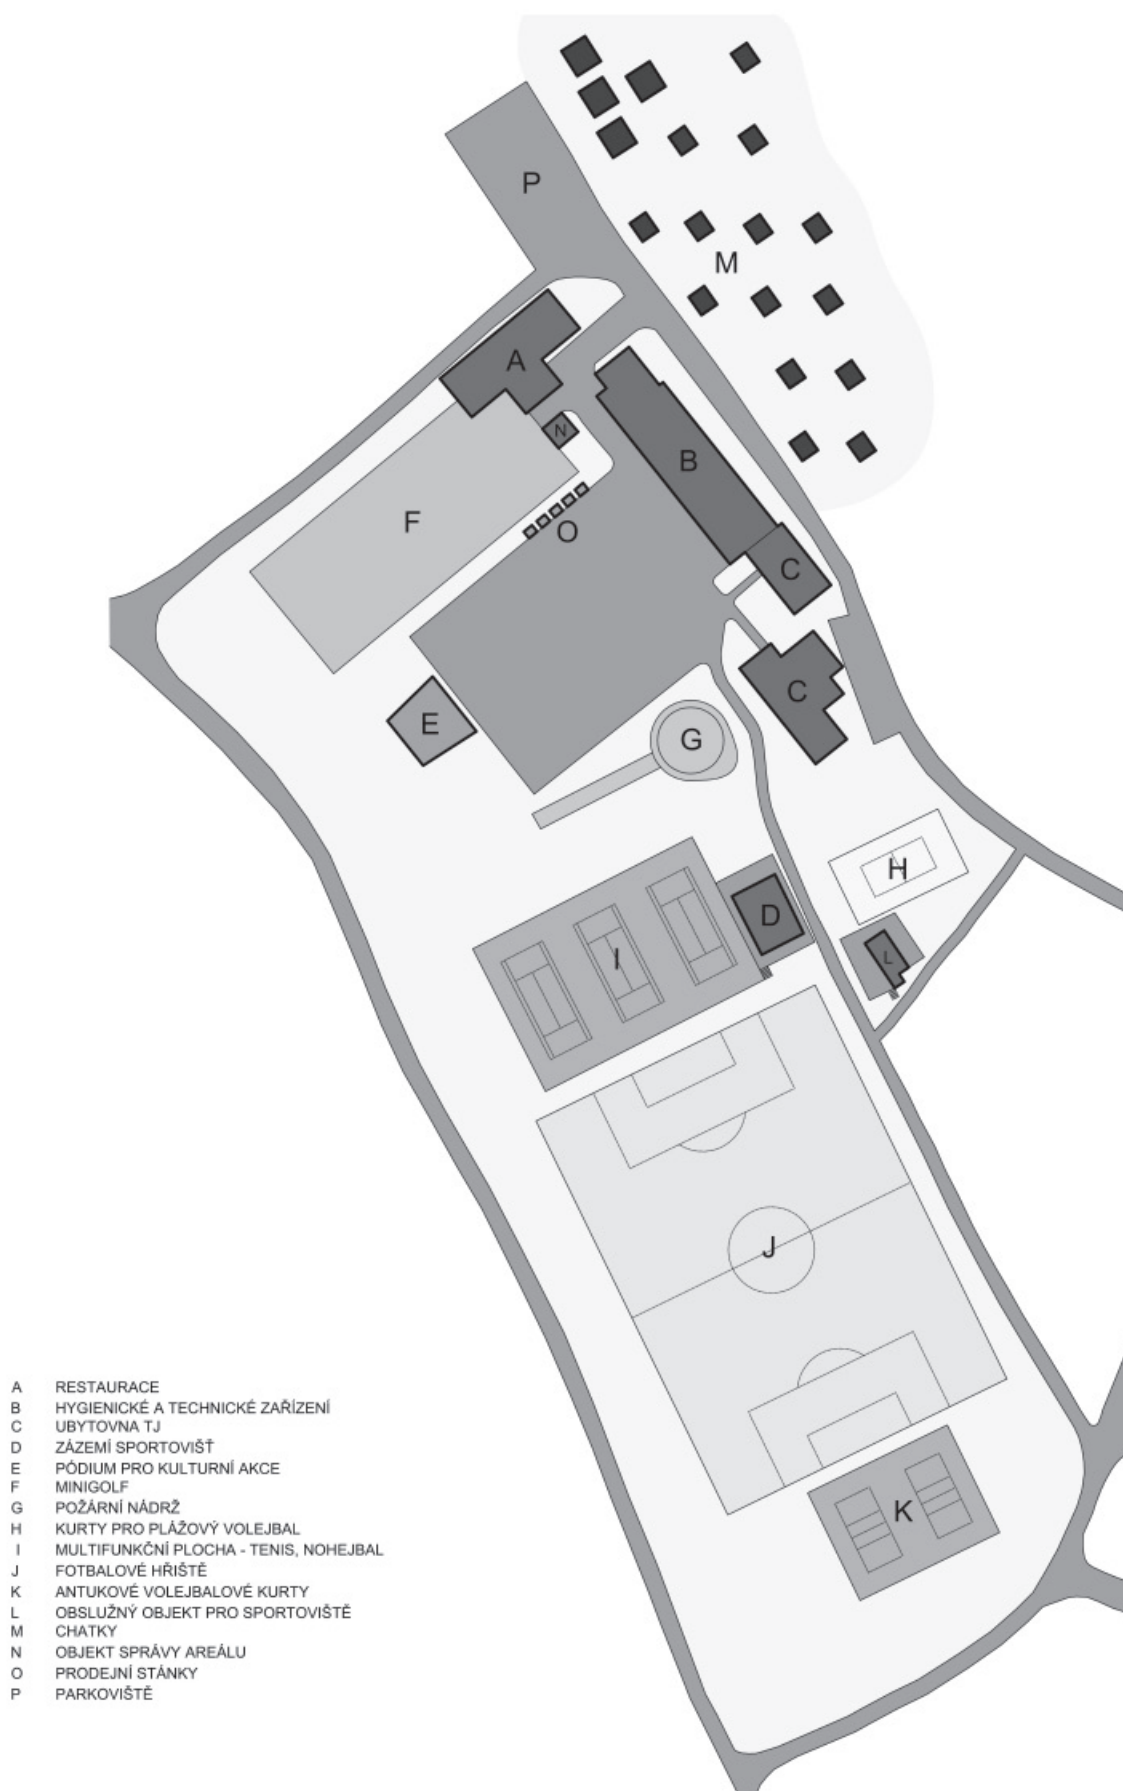 P
M
A
N
B
F
O
C
C
E
G
H
D
I
L
J
K
A RESTAURACE
B HYGIENICKÉ A TECHNICKÉ ZAŘÍZENÍ
C UBYTOVNA TJ
D ZÁZEMÍ SPORTOVIŠŤ
E PÓDIUM PRO KULTURNÍ AKCE
F MINIGOLF
G POŽÁRNÍ NÁDRŽ
H KURTY PRO PLÁŽOVÝ VOLEJBAL
I MULTIFUNKČNÍ PLOCHA - TENIS, NOHEJBAL
J FOTBALOVÉ HŘIŠTĚ
K ANTUKOVÉ VOLEJBALOVÉ KURTY
L OBSLUŽNÝ OBJEKT PRO SPORTOVIŠTĚ
M CHATKY
N OBJEKT SPRÁVY AREÁLU
O PRODEJNÍ STÁNKY
P PARKOVIŠTĚ